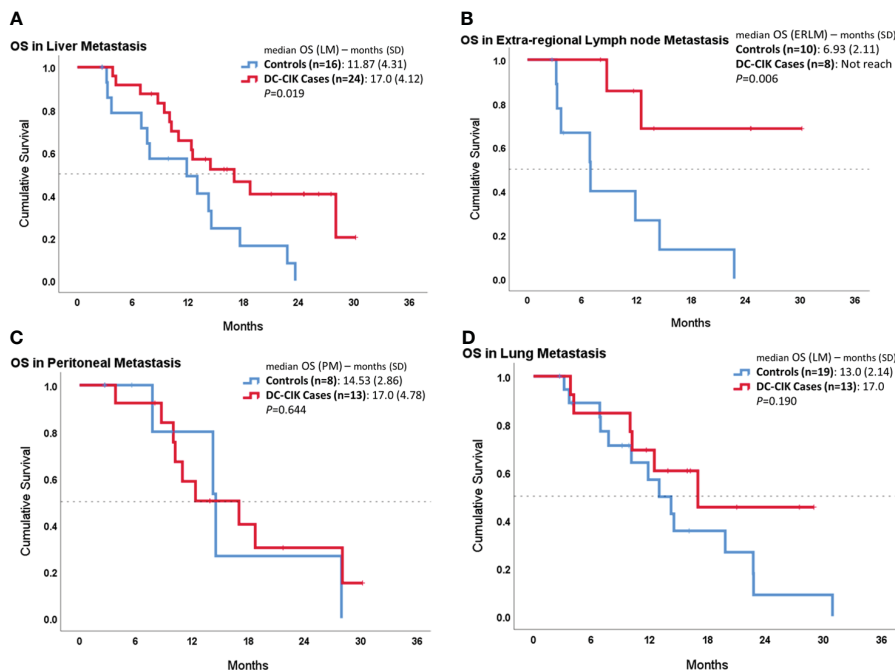 A
OS in Liver Metastasis
median OS (LM) – months (SD)
Controls (n=16): 11.87 (4.31)
DC-CIK Cases (n=24): 17.0 (4.12)
P=0.019
Cumulative Survival
1.0
0.8
0.6
0.4
0.2
0.0
0 6 12 18 24 30 36
Months
B
OS in Extra-regional Lymph node Metastasis
median OS (ERLM) – months (SD)
Controls (n=10): 6.93 (2.11)
DC-CIK Cases (n=8): Not reach
P=0.006
Cumulative Survival
1.0
0.8
0.6
0.4
0.2
0.0
0 6 12 18 24 30 36
Months
C
OS in Peritoneal Metastasis
median OS (PM) – months (SD)
Controls (n=8): 14.53 (2.86)
DC-CIK Cases (n=13): 17.0 (4.78)
P=0.644
Cumulative Survival
1.0
0.8
0.6
0.4
0.2
0.0
0 6 12 18 24 30 36
Months
D
OS in Lung Metastasis
median OS (LM) – months (SD)
Controls (n=19): 13.0 (2.14)
DC-CIK Cases (n=13): 17.0
P=0.190
Cumulative Survival
1.0
0.8
0.6
0.4
0.2
0.0
0 6 12 18 24 30 36
Months